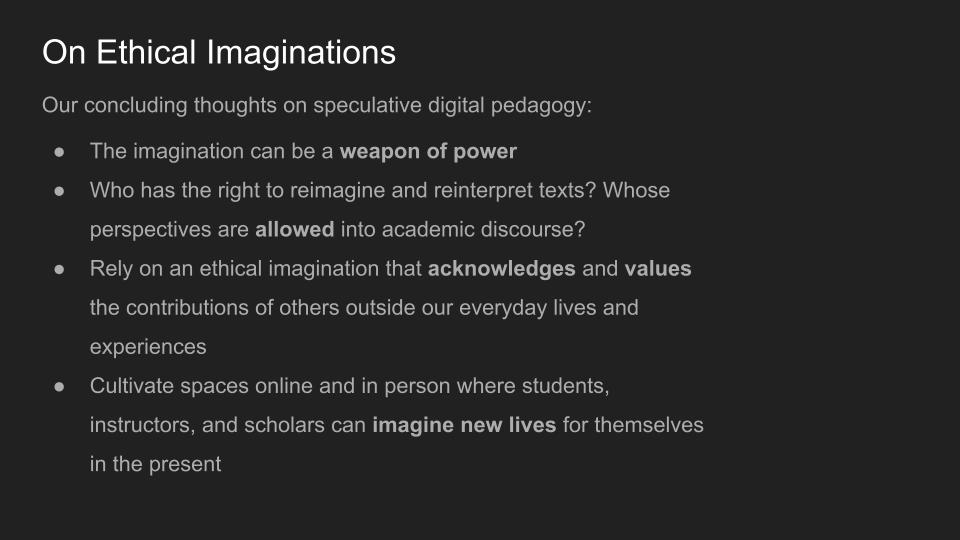 On Ethical Imaginations
Our concluding thoughts on speculative digital pedagogy:
● The imagination can be a weapon of power
● Who has the right to reimagine and reinterpret texts? Whose
perspectives are allowed into academic discourse?
● Rely on an ethical imagination that acknowledges and values
the contributions of others outside our everyday lives and
experiences
● Cultivate spaces online and in person where students,
instructors, and scholars can imagine new lives for themselves
in the present